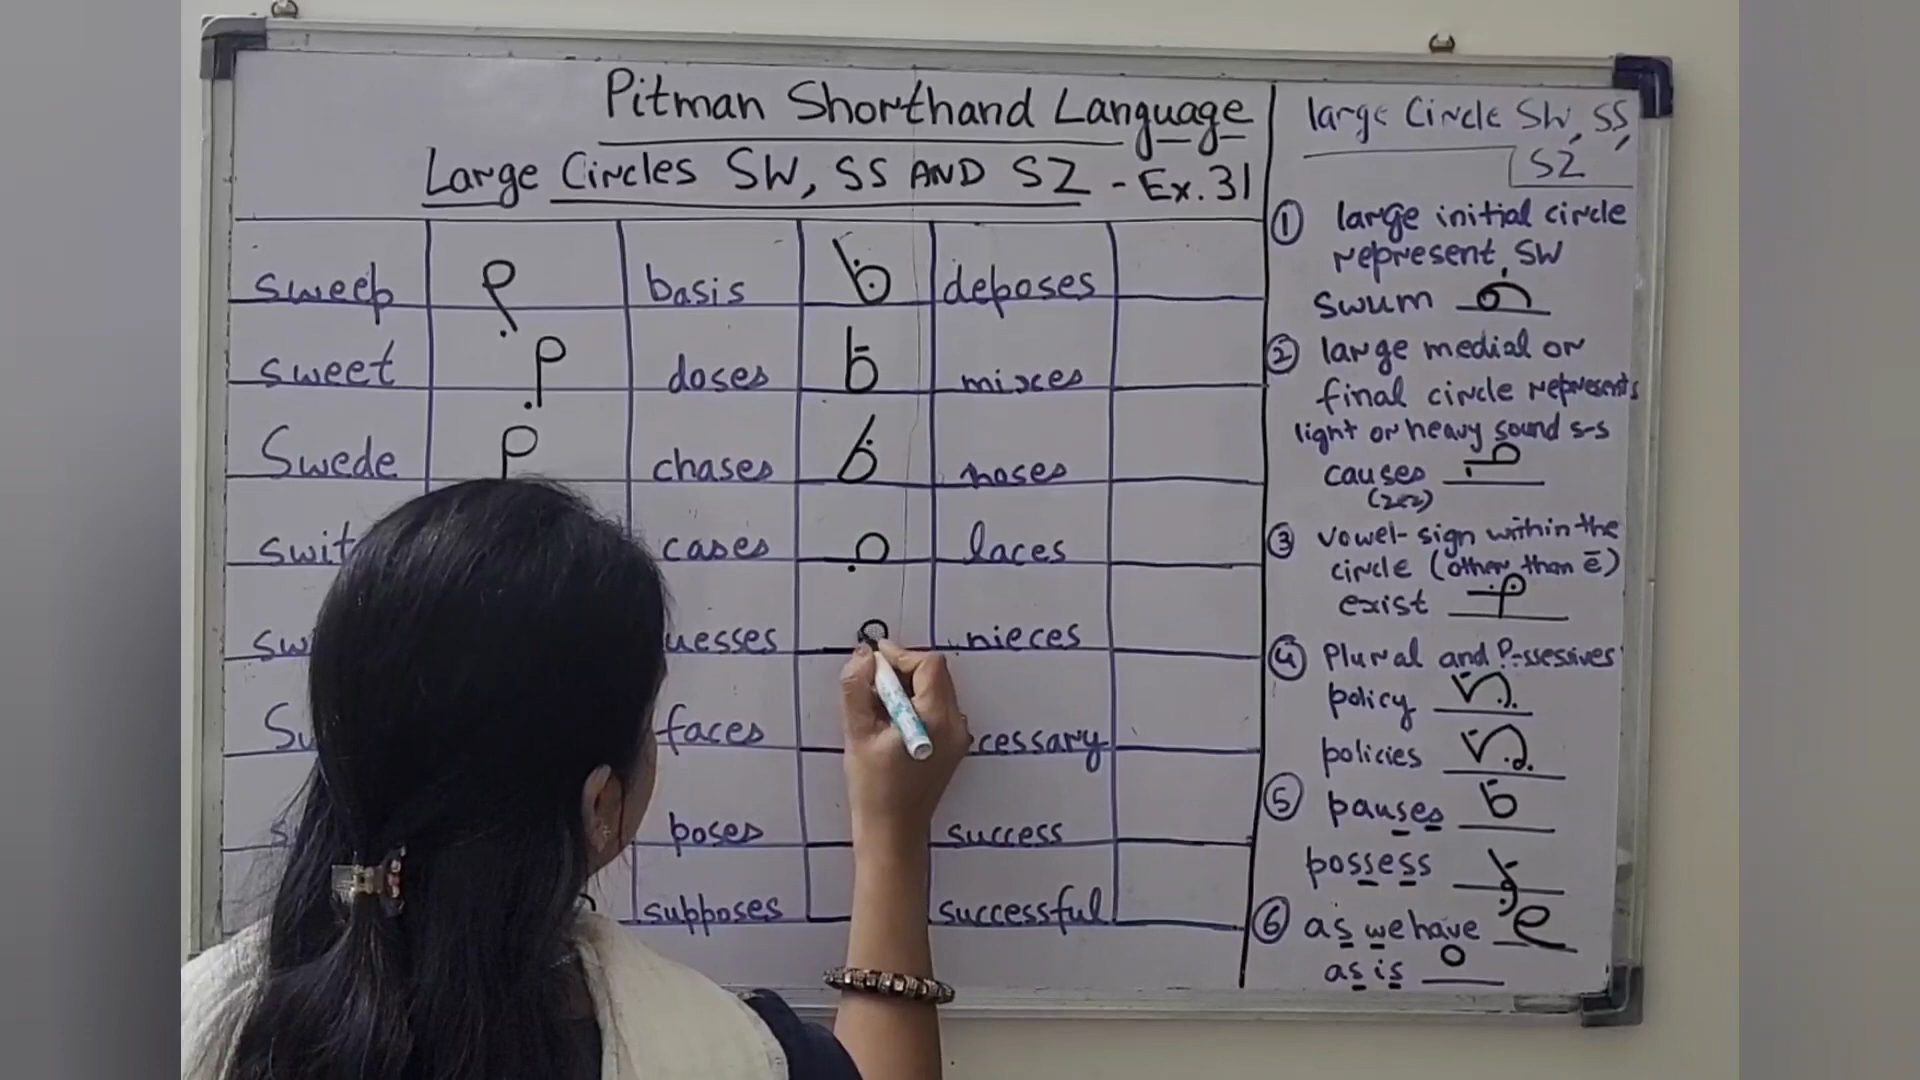 Pitman Shorthand Language
Large Circles SW, SS AND SZ - Ex.31
sweep basis deposes
sweet doses mixes
Swede chases noses
cases laces
nieces
faces
poses success
supposes successful
large Circle SW, SS,
SZ
① large initial circle
represent SW
swum
② large medial or
final circle represents
light or heavy sound s-s
causes
③ vowel-sign within the
circle (other than ē)
exist
④ Plural and
policy
policies
⑤ pauses
possess
⑥ as we have
as is